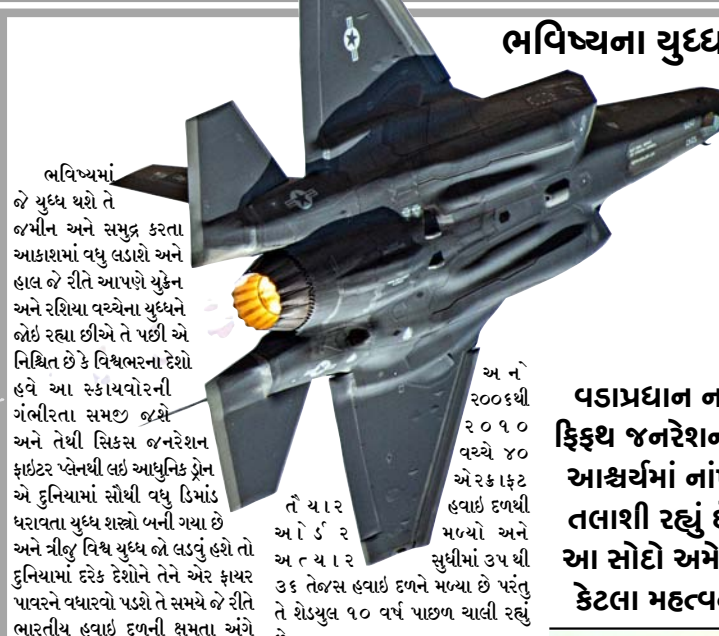 ભવિષ્યના યુધ્ધ
ભવિષ્યમાં
જે યુધ્ધ થશે તે
જમીન અને સમુદ્ર કરતા
આકાશમાં વધુ લડાશે અને
હાલ જે રીતે આપણે યુક્રેન
અને રશિયા વચ્ચેના યુધ્ધને
જોઇ રહ્યા છીએ તે પછી એ
નિશ્ચિત છે કે વિશ્વભરના દેશો
હવે આ સ્કાયવોરની
ગંભીરતા સમજી જશે
અને તેથી સિકસ જનરેશન
ફાઇટર પ્લેનથી લઇ આધુનિક ડ્રોન
એ દુનિયામાં સૌથી વધુ ડિમાંડ
ધરાવતા યુધ્ધ શસ્ત્રો બની ગયા છે
અને ત્રીજુ વિશ્વ યુધ્ધ જો લડવું હશે તો
દુનિયામાં દરેક દેશોને તેને એર ફાયર
પાવરને વધારવો પડશે તે સમયે જે રીતે
ભારતીય હવાઇ દળની ક્ષમતા અંગે
અને
૨૦૦૬થી
૨૦૧૦
વચ્ચે ૪૦
એરક્રાફટ
તૈયાર હવાઇ દળથી
ઓર્ડર મળ્યો અને
અત્યાર સુધીમાં ૩૫થી
૩૬ તેજસ હવાઇ દળને મળ્યા છે પરંતુ
તે શેડયુલ ૧૦ વર્ષ પાછળ ચાલી રહ્યું
વડાપ્રધાન
ફિફથ જનરેશન
આશ્ચર્યમાં
તલાશી રહ્યું
આ સોદો
કેટલા